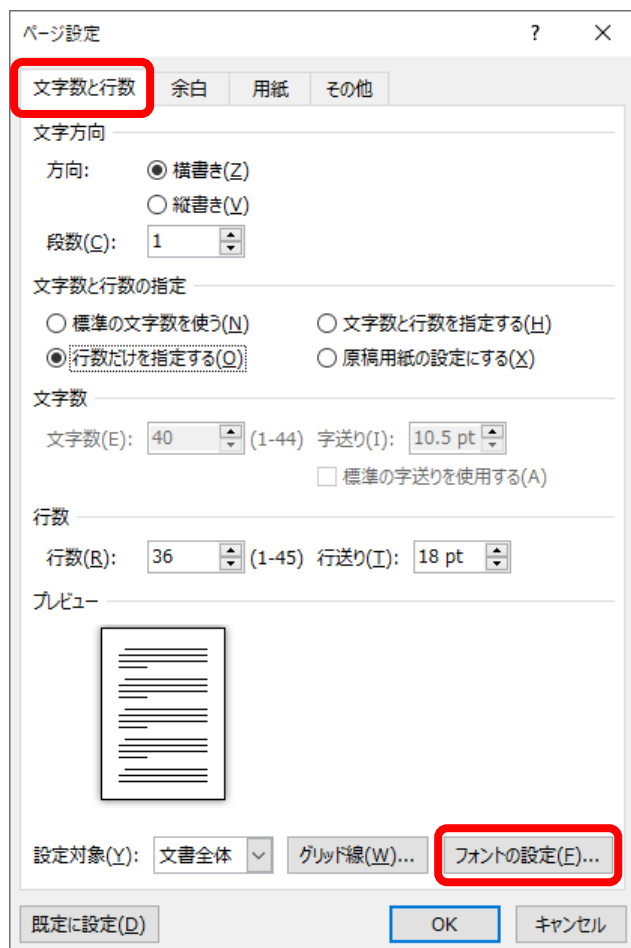 ページ設定 ?
文字数と行数 余白 用紙 その他
文字方向
方向: 横書き(Z)
縦書き(V)
段数(C): 1
文字数と行数の指定
標準の文字数を使う(N) 文字数と行数を指定する(H)
行数だけを指定する(O) 原稿用紙の設定にする(X)
文字数
文字数(E): 40 (1-44) 字送り(I): 10.5 pt
標準の字送りを使用する(A)
行数
行数(R): 36 (1-45) 行送り(T): 18 pt
プレビュー
設定対象(Y): 文書全体 グリッド線(W)... フォントの設定(F)...
既定に設定(D) OK キャンセル